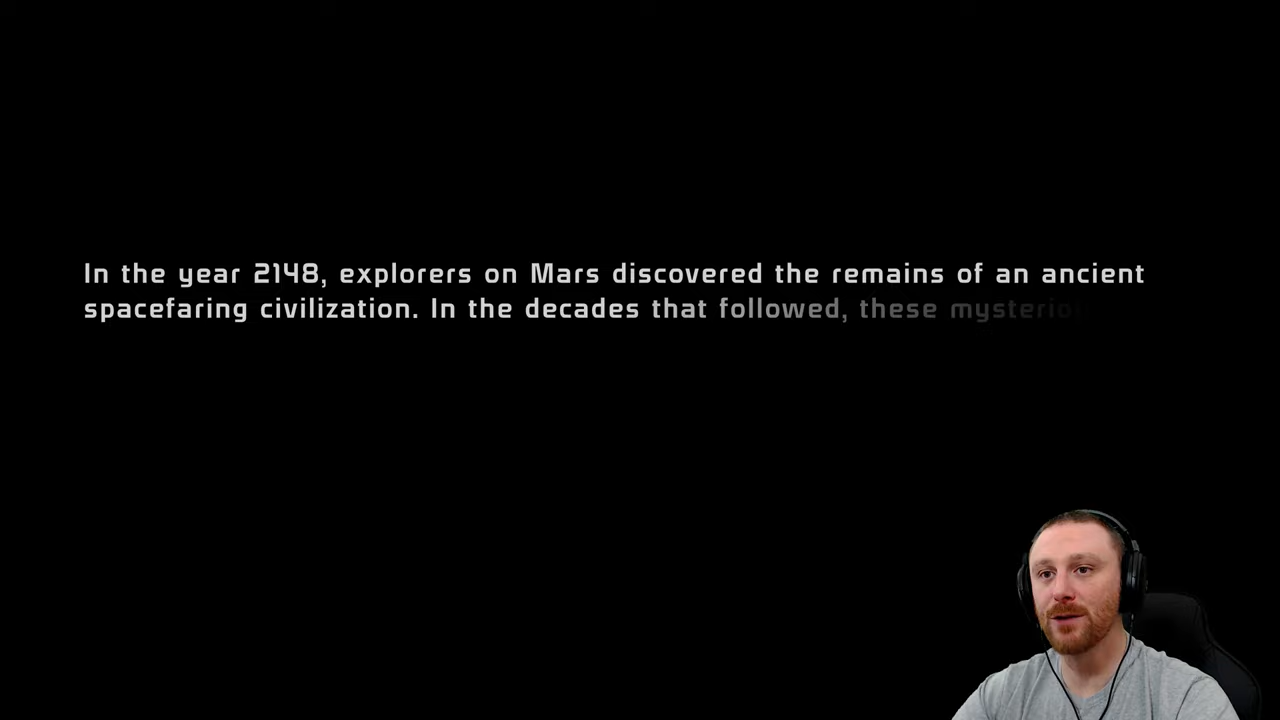 In the year 2148, explorers on Mars discovered the remains of an ancient
spacefaring civilization. In the decades that followed, these